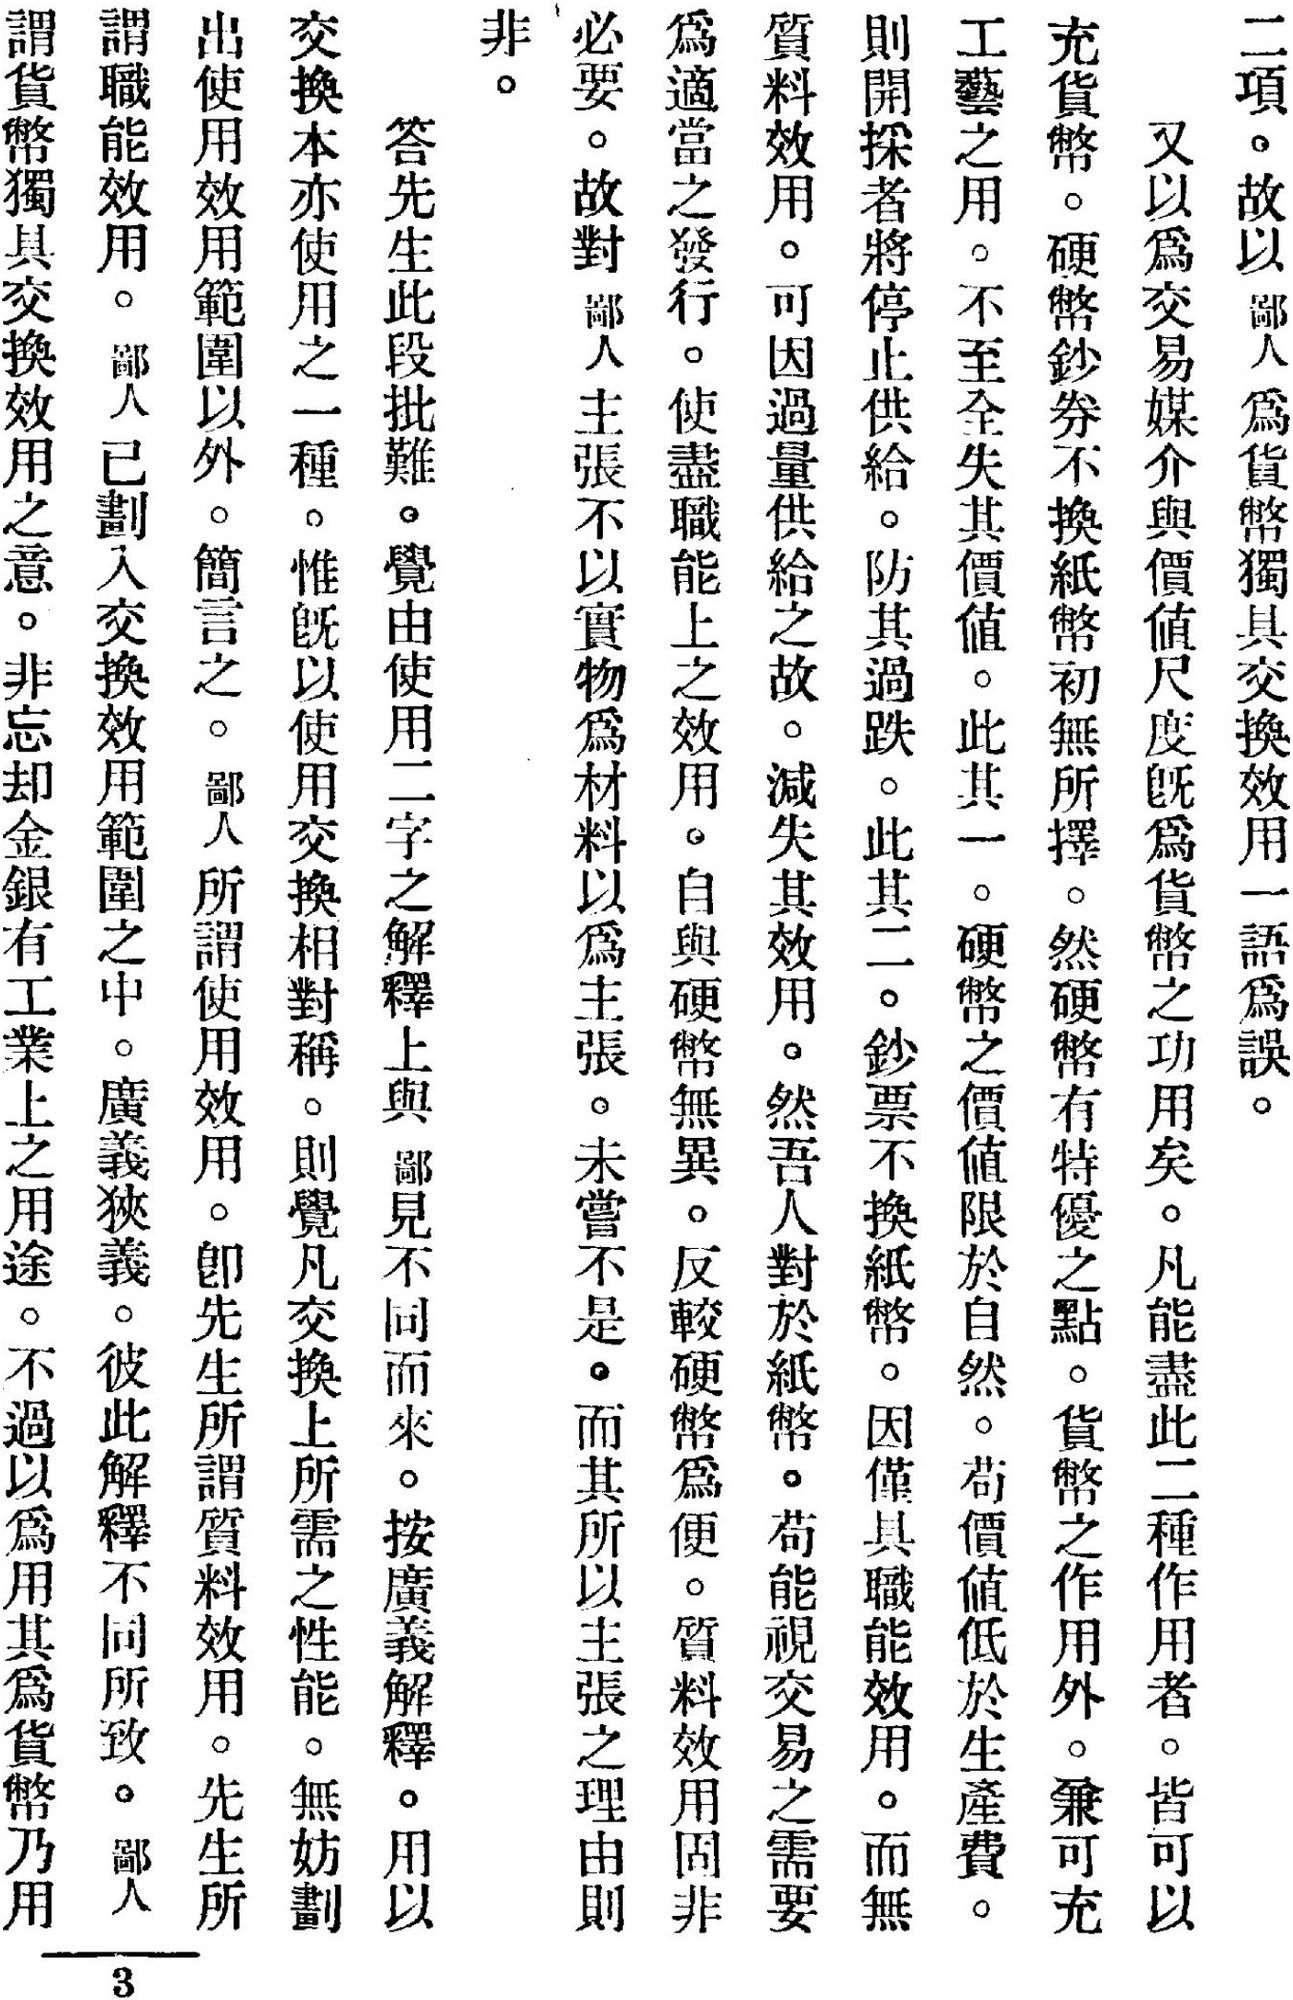 二項。故以鄙人爲貨幣獨具交換效用一語爲誤。
又以爲交易媒介與價値尺度旣爲貨幣之功用矣。凡能盡此二種作用者。皆可以
充貨幣。硬幣鈔券不換紙幣初無所擇。然硬幣有特優之點。貨幣之作用外。兼可充
工藝之用。不至全失其價値。此其一。硬幣之價値限於自然。苟價値低於生產費。
則開採者將停止供給。防其過跌。此其二。鈔票不換紙幣。因僅具職能效用。而無
質料效用。可因過量供給之故。減失其效用。然吾人對於紙幣。苟能視交易之需要
爲適當之發行。使盡職能上之效用。自與硬幣無異。反較硬幣爲便。質料效用固非
必要。故對鄙人主張不以實物爲材料以爲主張。未嘗不是。而其所以主張之理由則
非。
答先生此段批難。覺由使用二字之解釋上與鄙見不同而來。按廣義解釋。用以
交換本亦使用之一種。惟旣以使用交換相對稱。則覺凡交換上所需之性能。無妨劃
出使用效用範圍以外。簡言之。鄙人所謂使用效用。卽先生所謂質料效用。先生所
謂職能效用。鄙人已劃入交換效用範圍之中。廣義狹義。彼此解釋不同所致。鄙人
謂貨幣獨具交換效用之意。非忘却金銀有工業上之用途。不過以爲用其爲貨幣乃用
3